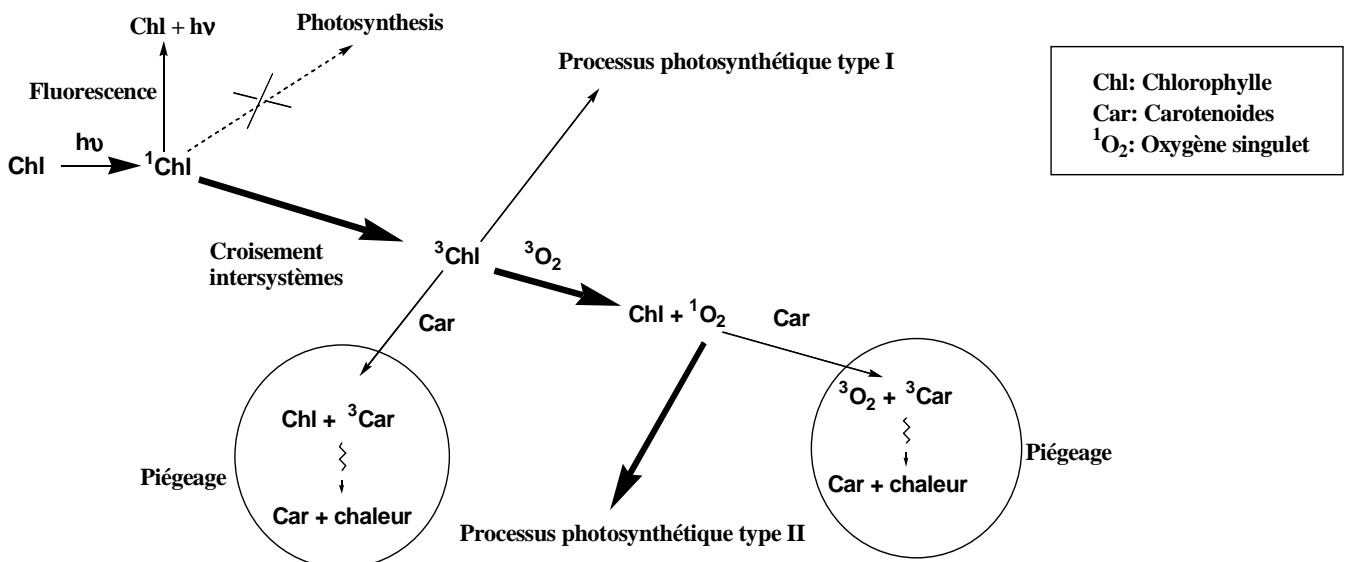 Chl + hν
Photosynthesis
Processus photosynthétique type I
Chl: Chlorophylle
Car: Carotenoides
¹O₂: Oxygène singulet
Fluorescence
hυ
Chl
¹Chl
Croisement
intersystèmes
³Chl
³O₂
Chl + ¹O₂
Car
Car
Chl + ³Car
Piégeage
Car + chaleur
³O₂ + ³Car
Piégeage
Car + chaleur
Processus photosynthétique type II